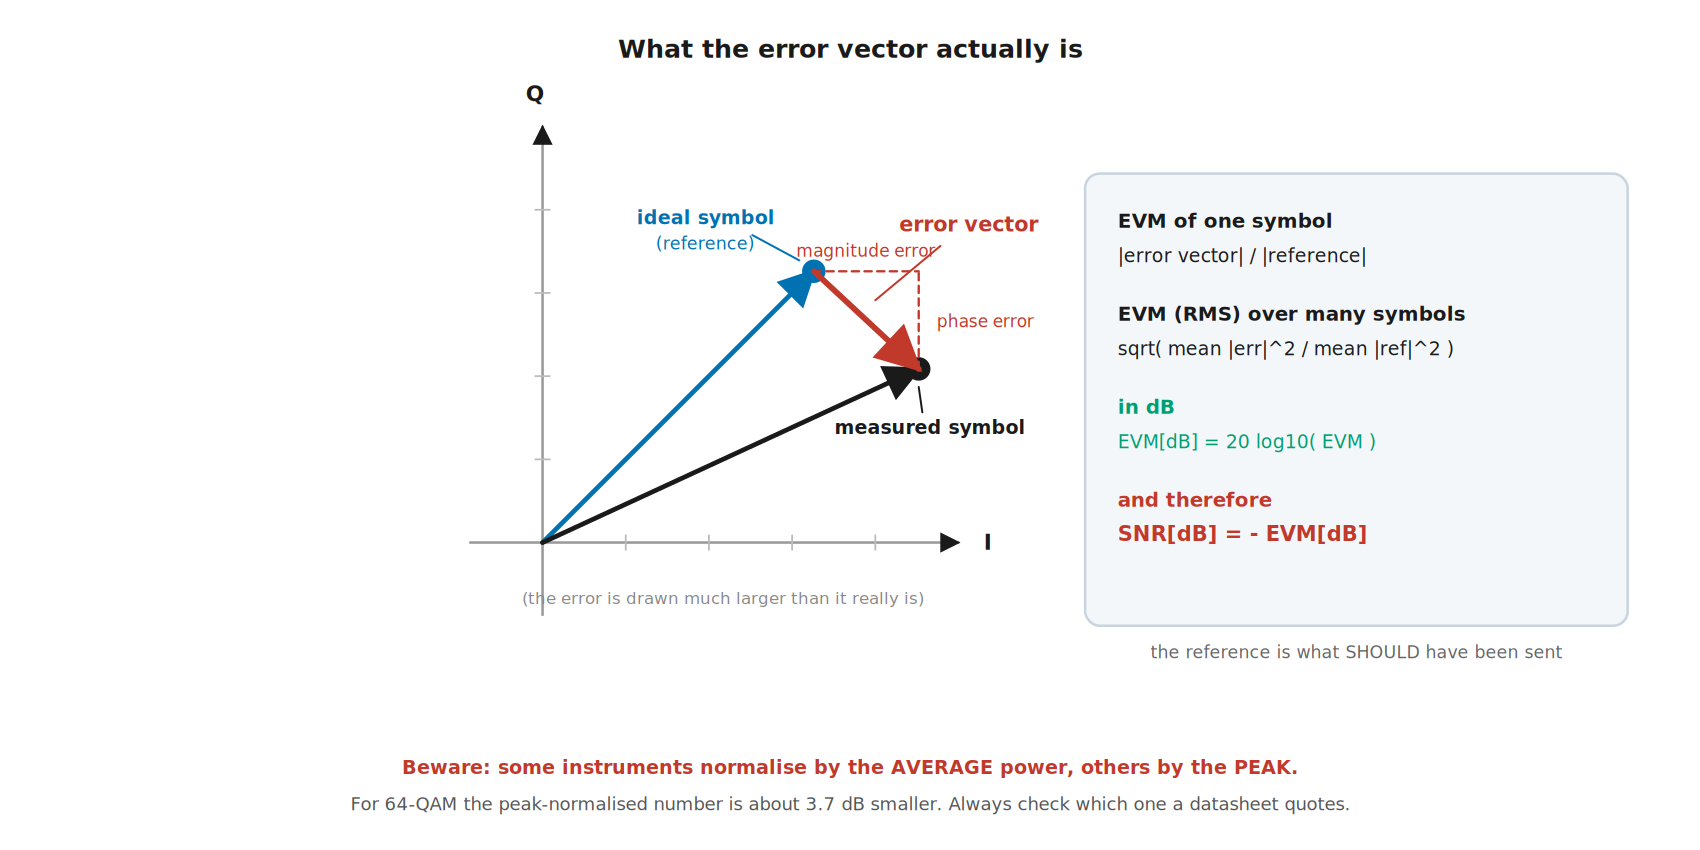 What the error vector actually is
Q
ideal symbol
(reference)
error vector
magnitude error
phase error
measured symbol
I
(the error is drawn much larger than it really is)
EVM of one symbol
|error vector| / |reference|
EVM (RMS) over many symbols
sqrt( mean |err|^2 / mean |ref|^2 )
in dB
EVM[dB] = 20 log10( EVM )
and therefore
SNR[dB] = - EVM[dB]
the reference is what SHOULD have been sent
Beware: some instruments normalise by the AVERAGE power, others by the PEAK.
For 64-QAM the peak-normalised number is about 3.7 dB smaller. Always check which one a datasheet quotes.